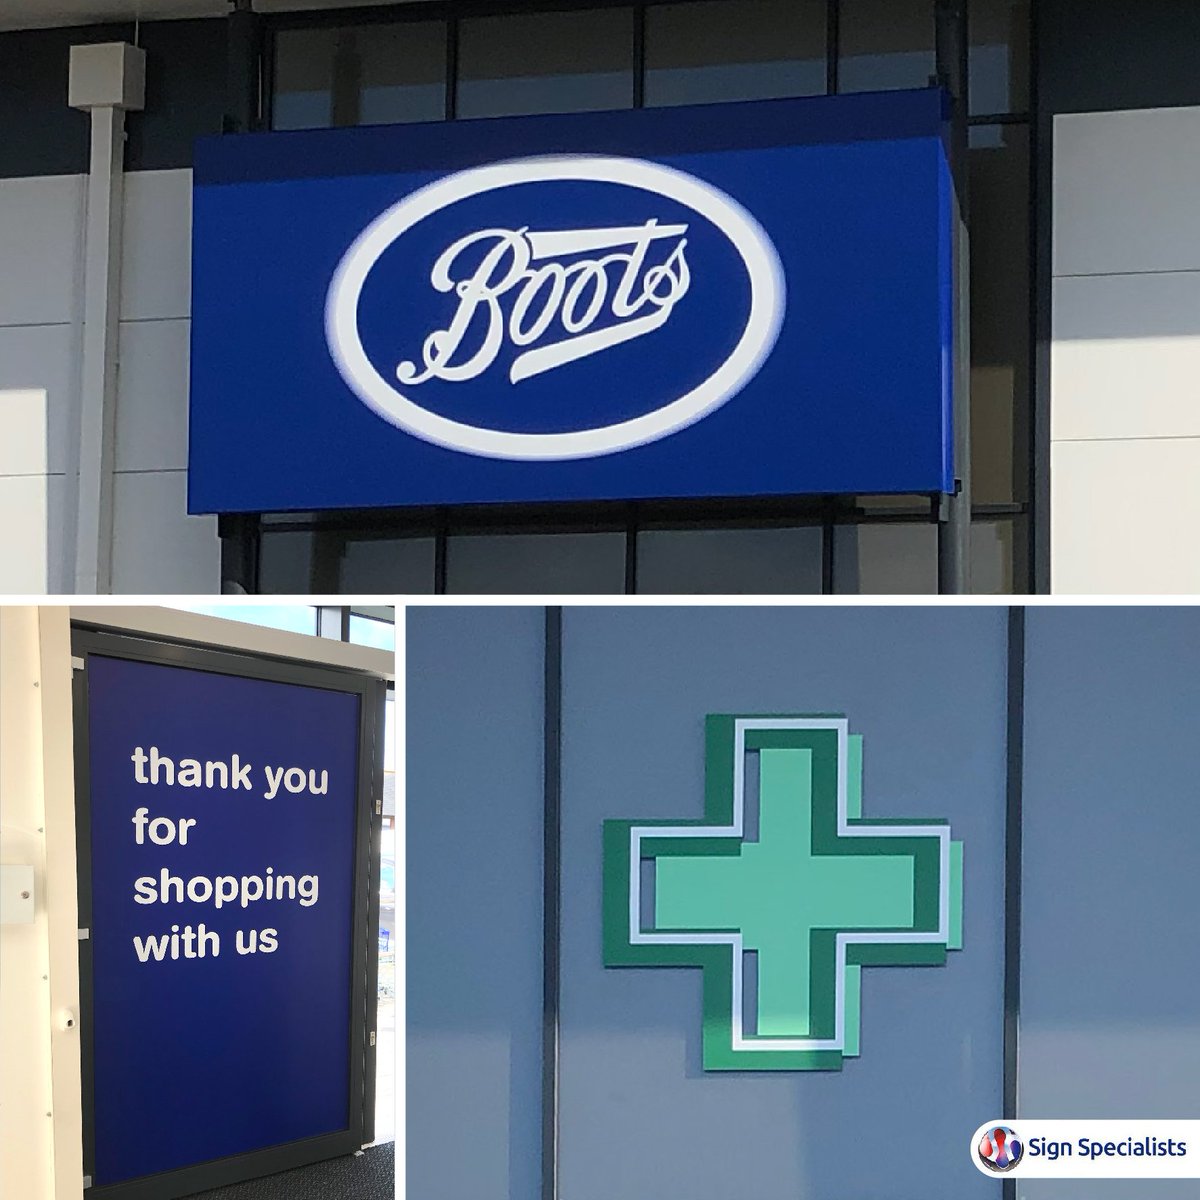 Boots
thank you
for
shopping
with us
Sign Specialists